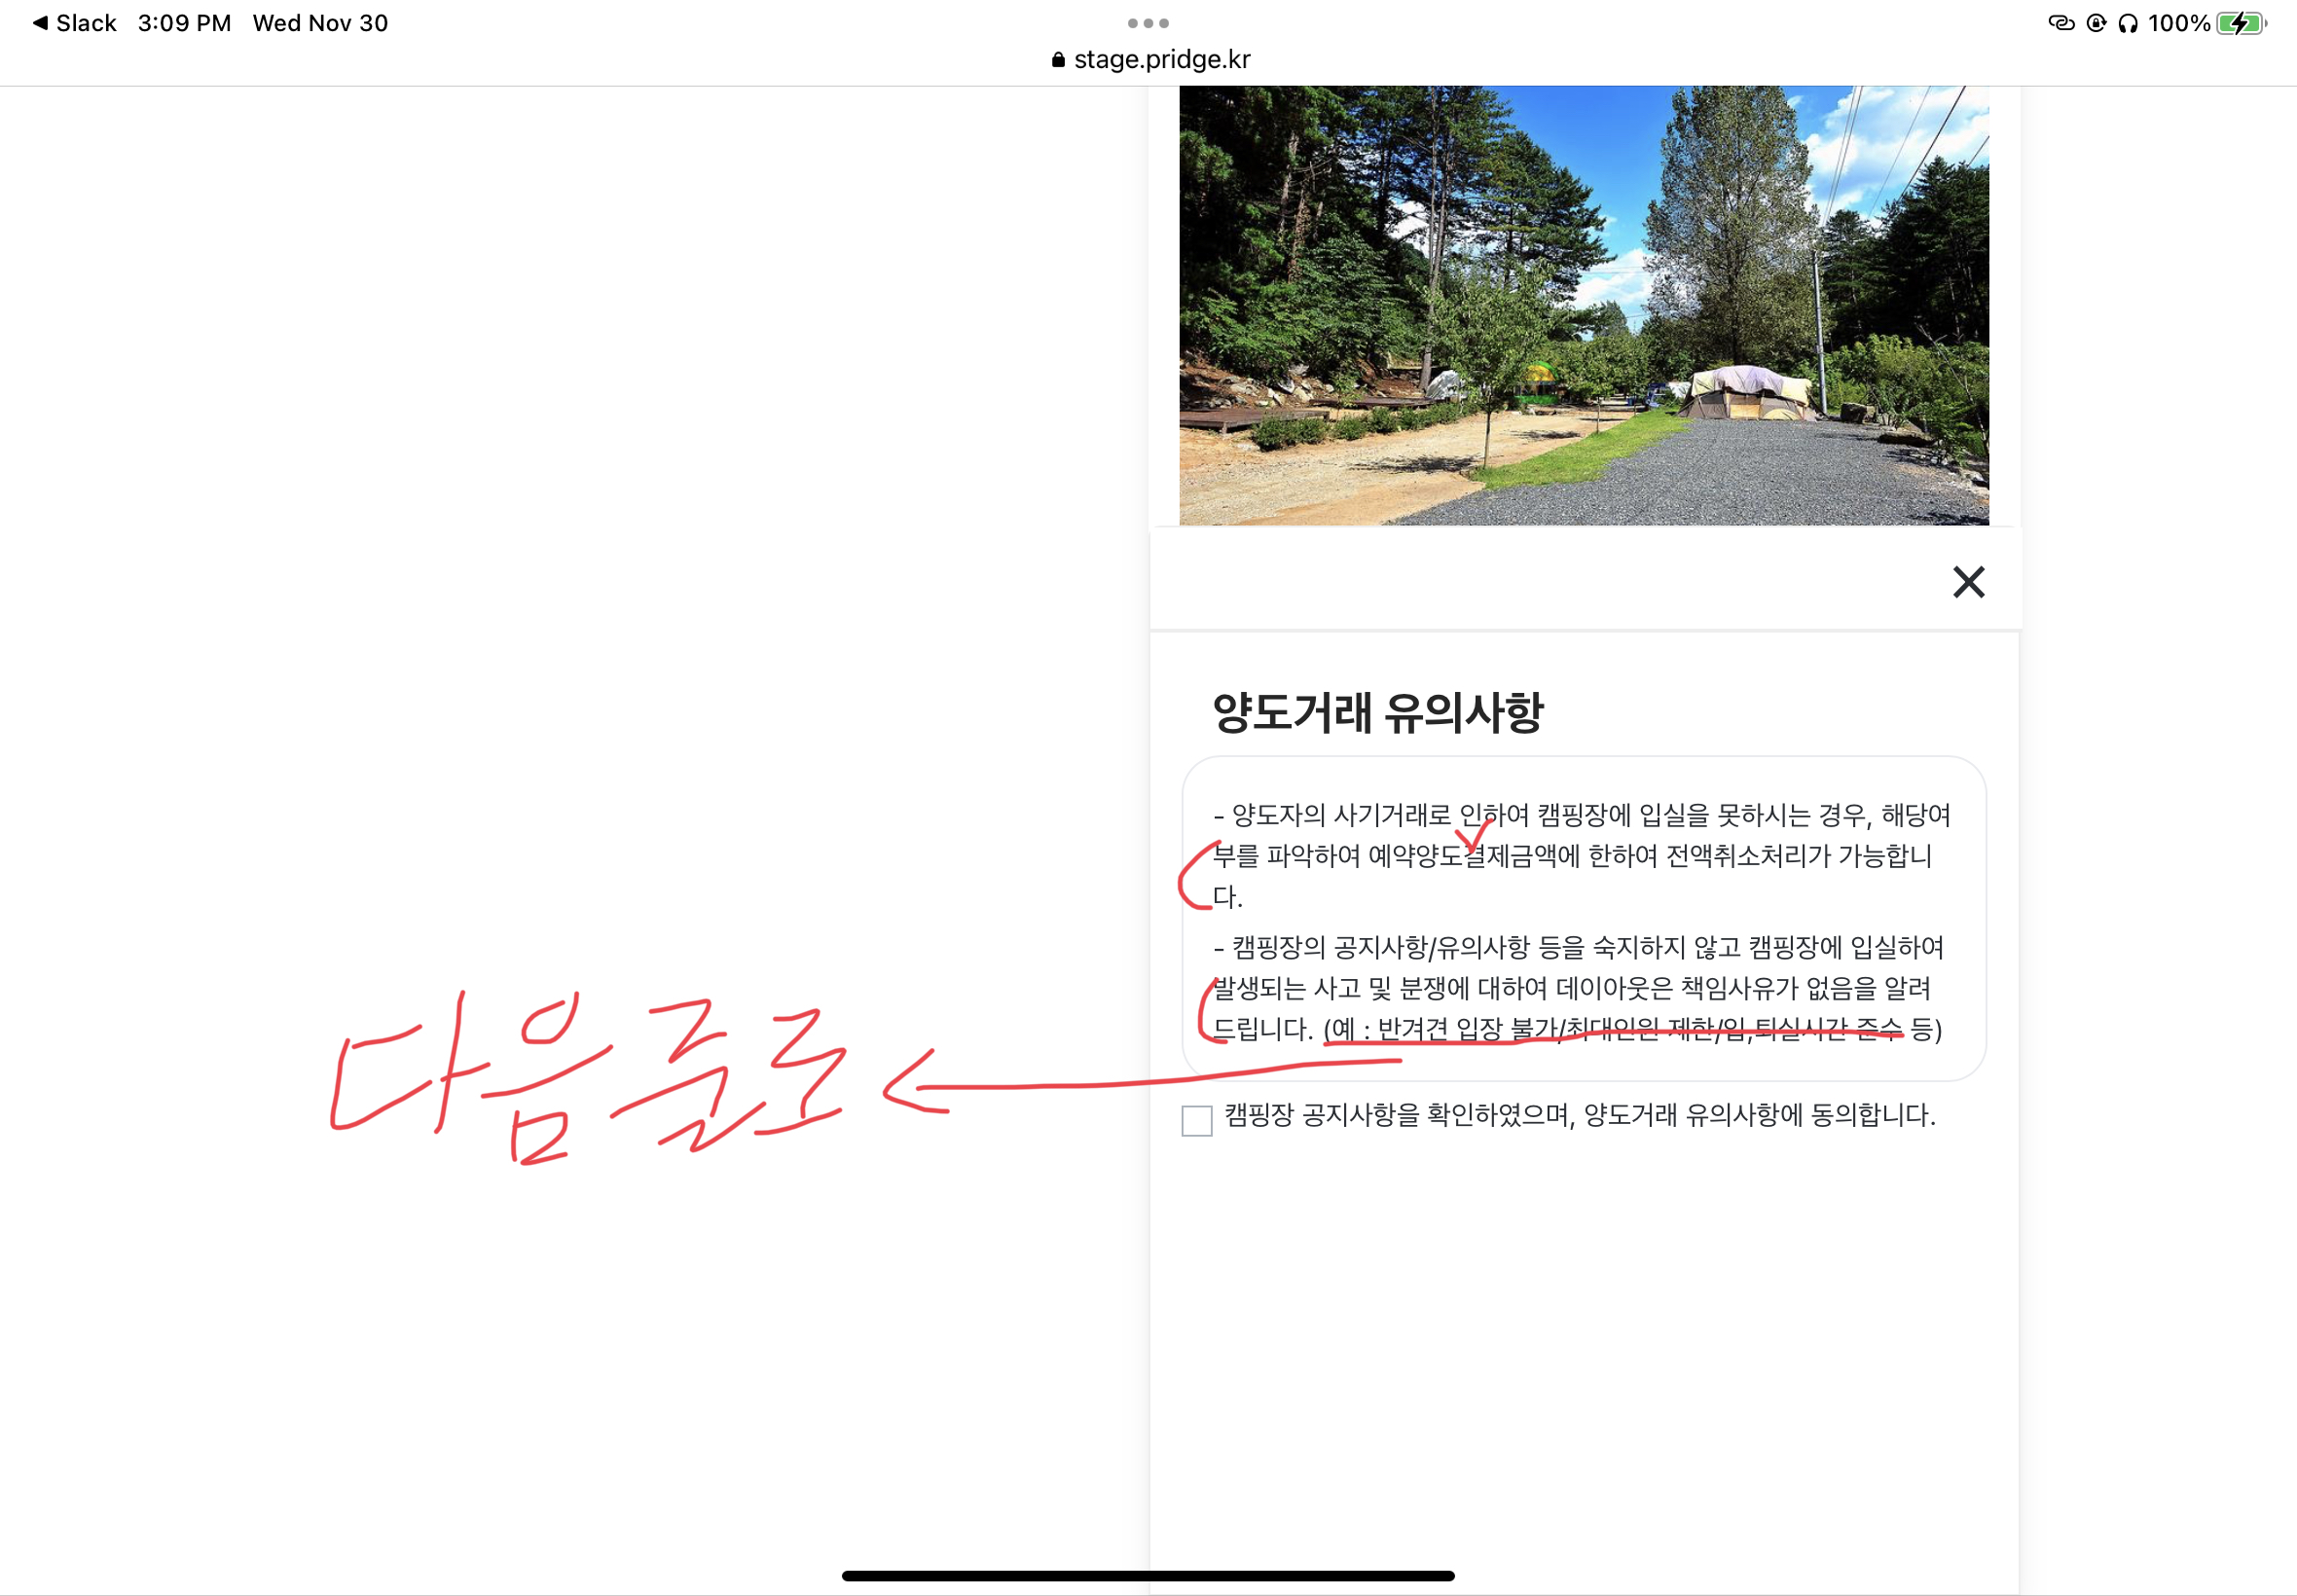 Slack 3:09 PM Wed Nov 30
100%
stage.pridge.kr
양도거래 유의사항
- 양도자의 사기거래로 인하여 캠핑장에 입실을 못하시는 경우, 해당여
부를 파악하여 예약양도결제금액에 한하여 전액취소처리가 가능합니
다.
- 캠핑장의 공지사항/유의사항 등을 숙지하지 않고 캠핑장에 입실하여
발생되는 사고 및 분쟁에 대하여 데이아웃은 책임사유가 없음을 알려
드립니다. (예 : 반겨견 입장 불가/최대인원 제한/입,퇴실시간 준수 등)
다음줄로
캠핑장 공지사항을 확인하였으며, 양도거래 유의사항에 동의합니다.